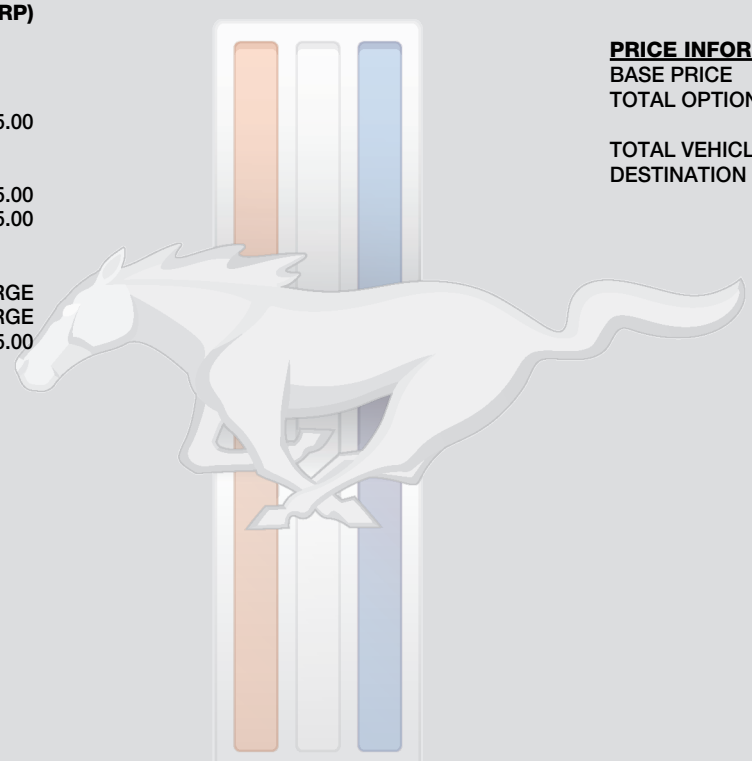 RP)
5.00
5.00
5.00
RGE
RGE
5.00
PRICE INFOR
BASE PRICE
TOTAL OPTION
TOTAL VEHICL
DESTINATION